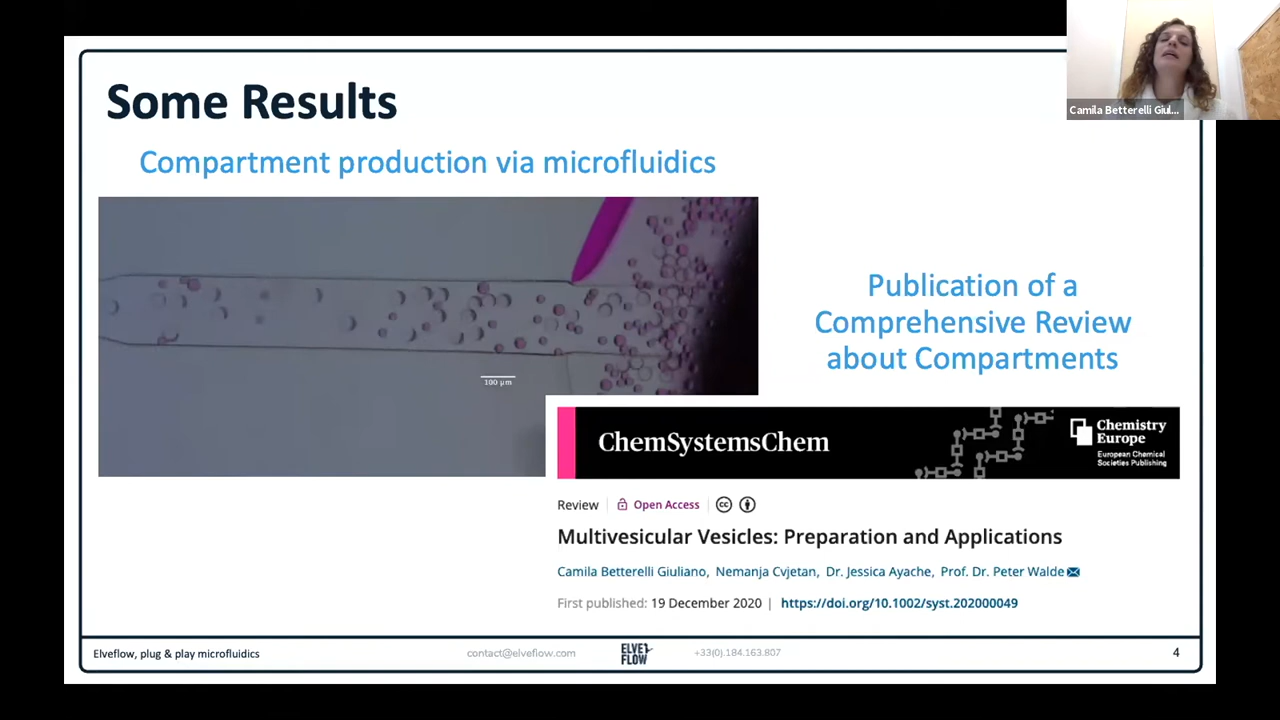 Some Results
Camila Betterelli Giul...
Compartment production via microfluidics
100 µm
Publication of a
Comprehensive Review
about Compartments
ChemSystemsChem
Chemistry
Europe
European Chemical
Societies Publishing
Review
Open Access
cc
Multivesicular Vesicles: Preparation and Applications
Camila Betterelli Giuliano, Nemanja Cvjetan, Dr. Jessica Ayache, Prof. Dr. Peter Walde
First published: 19 December 2020 | https://doi.org/10.1002/syst.202000049
Elveflow, plug & play microfluidics
contact@elveflow.com
ELVE
FLOW
+33(0).184.163.807
4